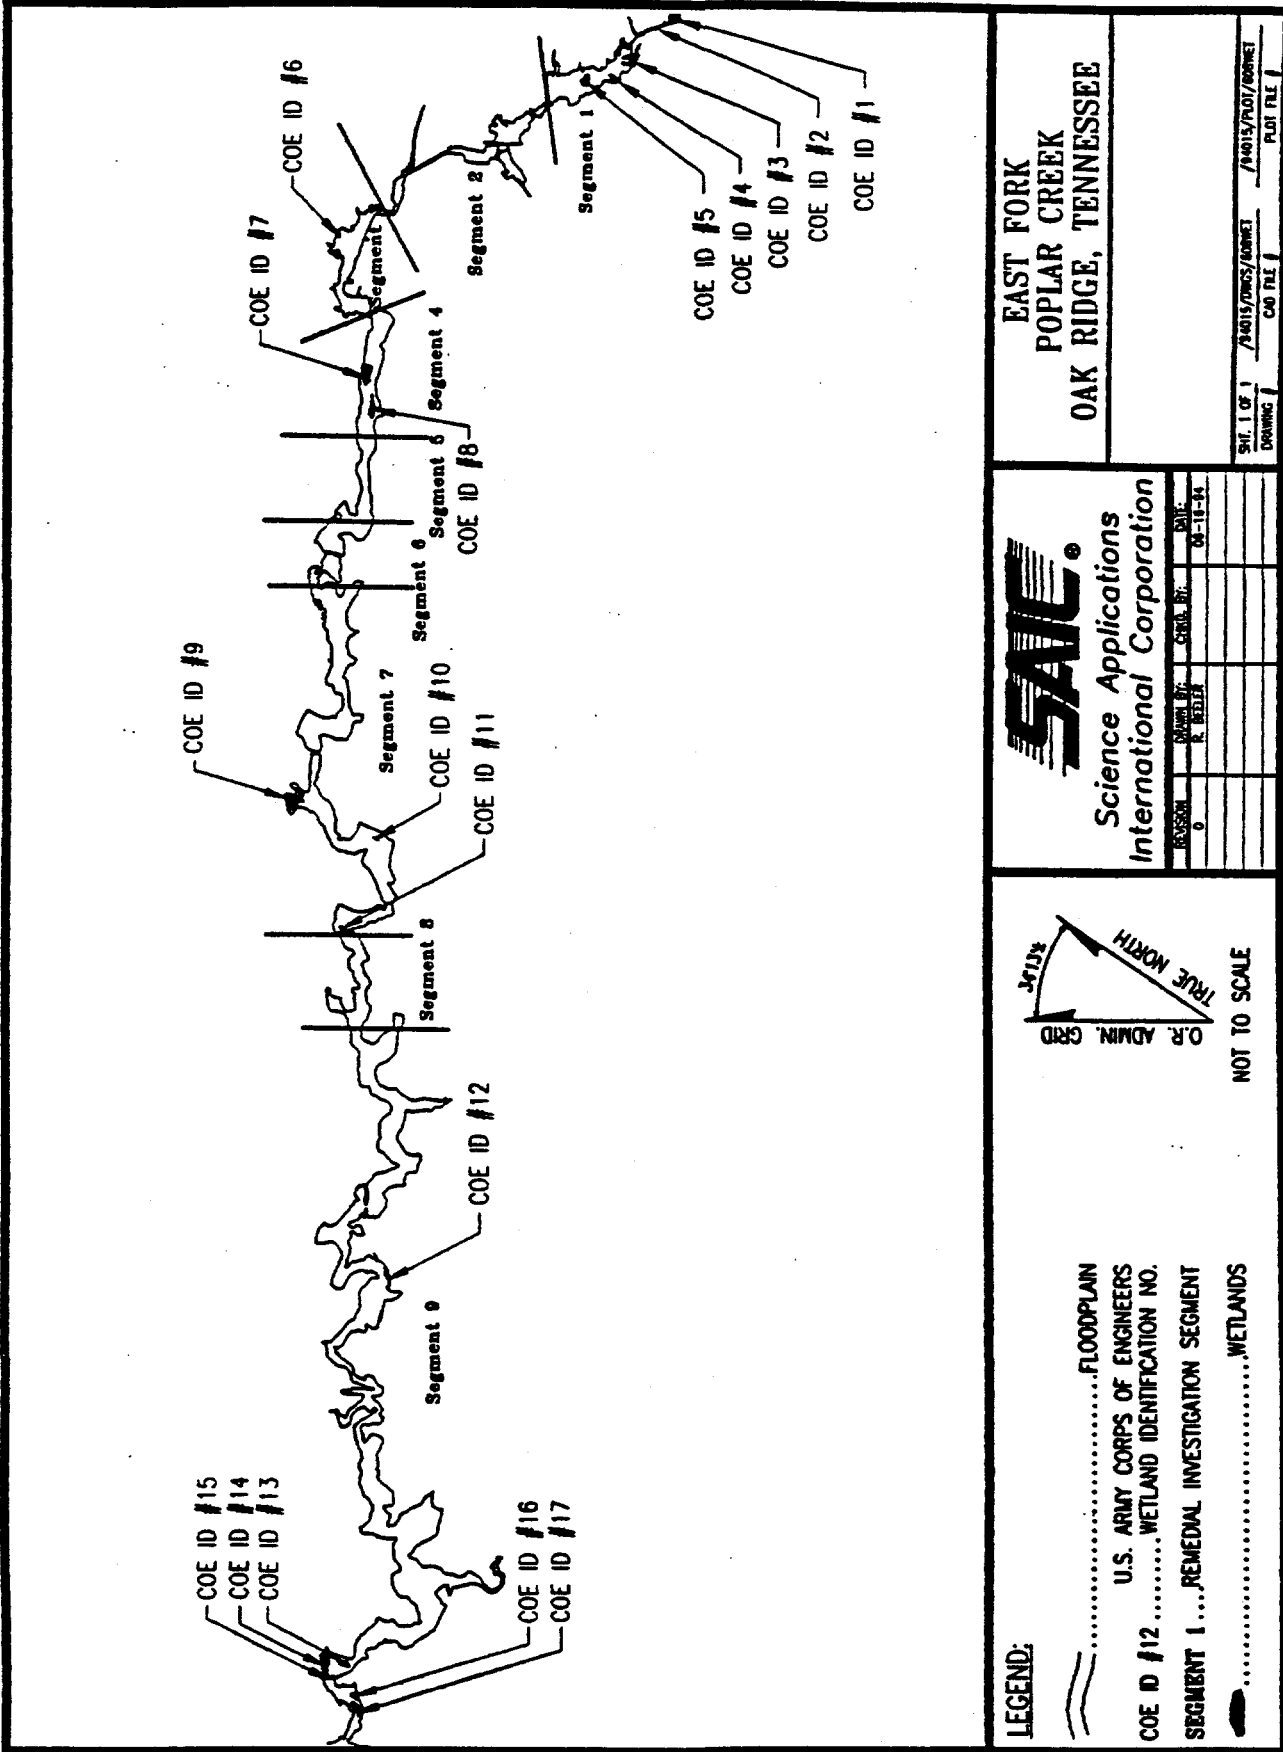 COE ID #15
COE ID #14
COE ID #13
COE ID #16
COE ID #17
Segment 9
COE ID #12
Segment 8
COE ID #11
COE ID #10
COE ID #9
Segment 7
Segment 6
Segment 5
COE ID #8
Segment 4
COE ID #7
Segment
COE ID #6
Segment 2
Segment 1
COE ID #5
COE ID #4
COE ID #3
COE ID #2
COE ID #1
LEGEND:
FLOODPLAIN
U.S. ARMY CORPS OF ENGINEERS
COE ID #12 ......... WETLAND IDENTIFICATION NO.
SEGMENT 1 .... REMEDIAL INVESTIGATION SEGMENT
WETLANDS
O.R. ADMIN. GRID
TRUE NORTH
NOT TO SCALE
SAIC ®
Science Applications
International Corporation
REVISION DRAWN BY: CHKD. BY: DATE:
0 R. BEELER 08-18-94
EAST FORK
POPLAR CREEK
OAK RIDGE, TENNESSEE
SHT. 1 OF 1
DRAWING #
CAD FILE #
PLOT FILE #